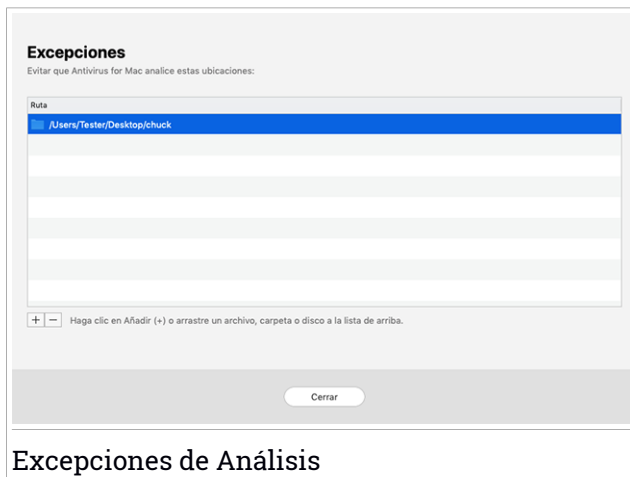 Excepciones
Evitar que Antivirus for Mac analice estas ubicaciones:
Ruta
/Users/Tester/Desktop/chuck
+ − Haga clic en Añadir (+) o arrastre un archivo, carpeta o disco a la lista de arriba.
Cerrar
Excepciones de Análisis